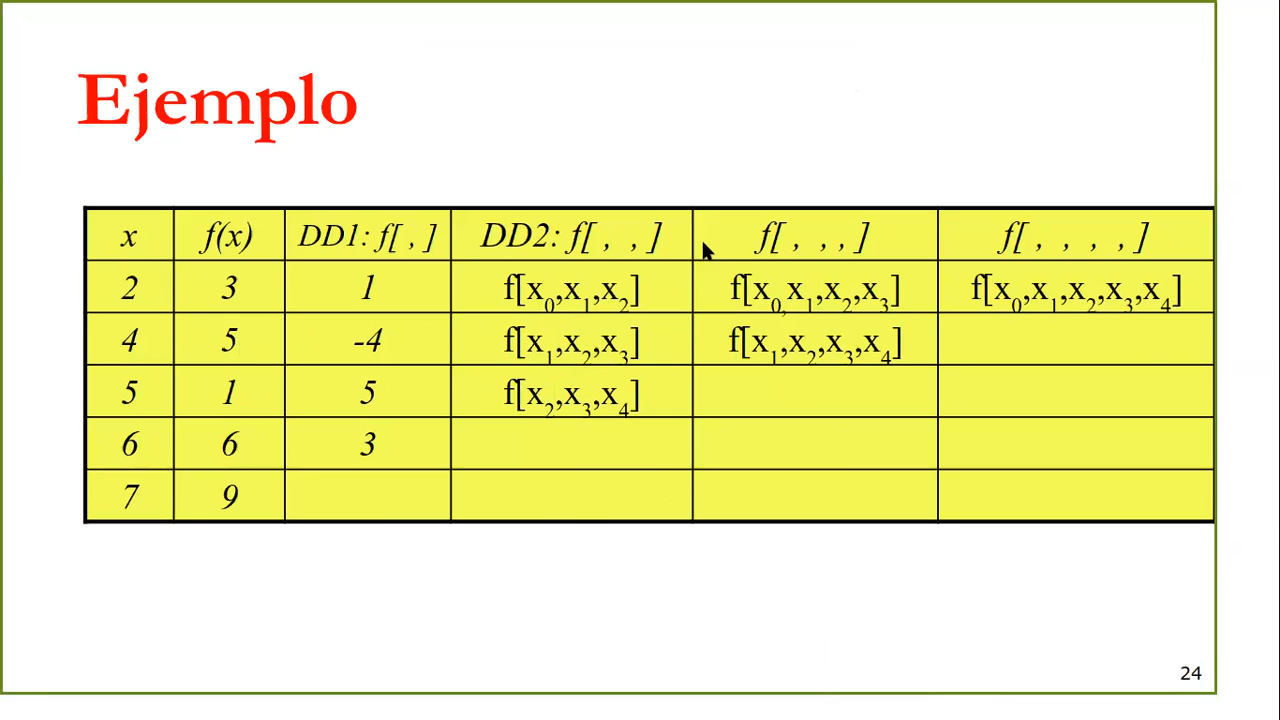 Ejemplo
x f(x) DD1: f[ , ] DD2: f[ , , ] f[ , , , ] f[ , , , , ]
2 3 1 f[x0,x1,x2] f[x0,x1,x2,x3] f[x0,x1,x2,x3,x4]
4 5 -4 f[x1,x2,x3] f[x1,x2,x3,x4]
5 1 5 f[x2,x3,x4]
6 6 3
7 9
24